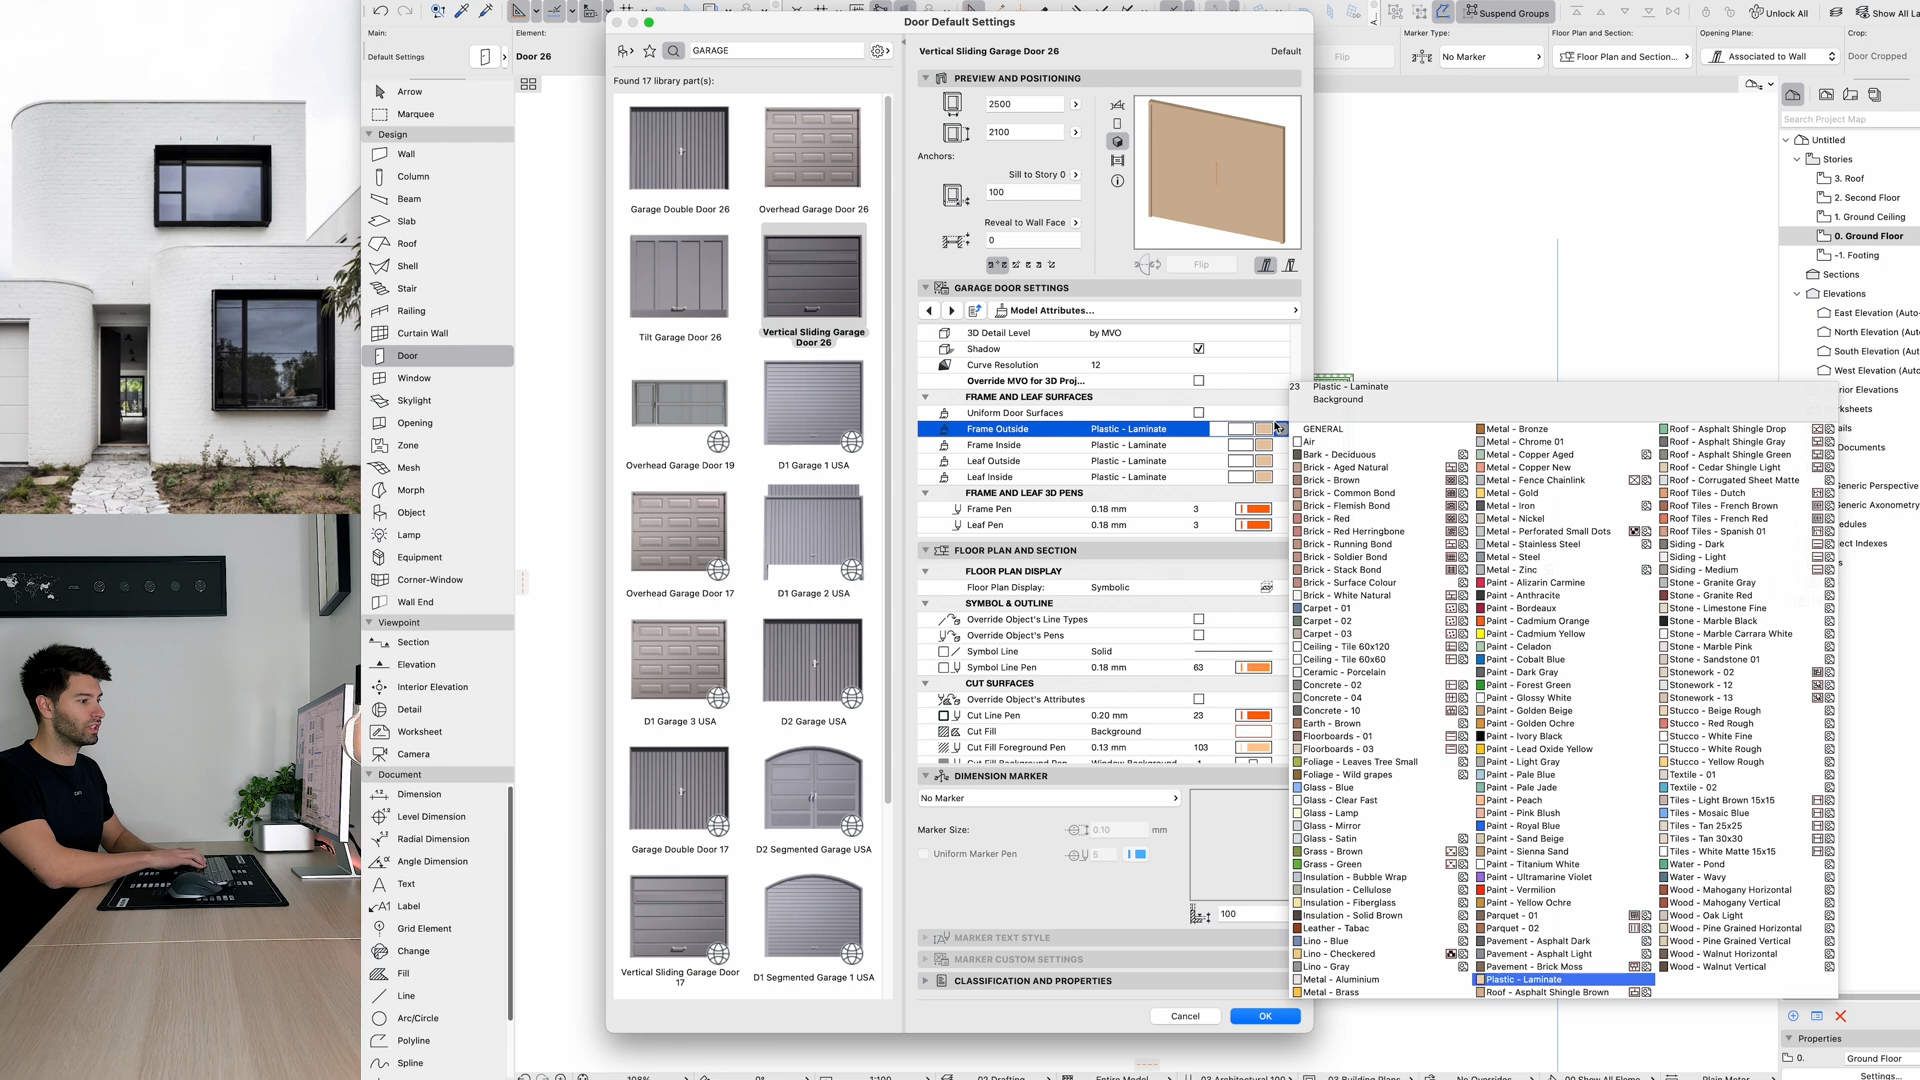 Main:
Default Settings
Element:
Door 26
Arrow
Marquee
Design
Wall
Column
Beam
Slab
Roof
Shell
Stair
Railing
Curtain Wall
Door
Window
Skylight
Opening
Zone
Mesh
Morph
Object
Lamp
Equipment
Corner-Window
Wall End
Viewpoint
Section
Elevation
Interior Elevation
Detail
Worksheet
Camera
Document
Dimension
Level Dimension
Radial Dimension
Angle Dimension
Text
Label
Grid Element
Change
Fill
Line
Arc/Circle
Polyline
Spline
Door Default Settings
GARAGE
Found 17 library part(s):
Garage Double Door 26
Overhead Garage Door 26
Tilt Garage Door 26
Vertical Sliding Garage
Door 26
Overhead Garage Door 19
D1 Garage 1 USA
Overhead Garage Door 17
D1 Garage 2 USA
D1 Garage 3 USA
D2 Garage USA
Garage Double Door 17
D2 Segmented Garage USA
Vertical Sliding Garage Door
17
D1 Segmented Garage 1 USA
Vertical Sliding Garage Door 26
Default
PREVIEW AND POSITIONING
2500
2100
Anchors:
Sill to Story 0
100
Reveal to Wall Face
0
Flip
GARAGE DOOR SETTINGS
Model Attributes...
3D Detail Level by MVO
Shadow
Curve Resolution 12
Override MVO for 3D Proj...
FRAME AND LEAF SURFACES
Uniform Door Surfaces
Frame Outside Plastic - Laminate
Frame Inside Plastic - Laminate
Leaf Outside Plastic - Laminate
Leaf Inside Plastic - Laminate
FRAME AND LEAF 3D PENS
Frame Pen 0.18 mm 3
Leaf Pen 0.18 mm 3
FLOOR PLAN AND SECTION
FLOOR PLAN DISPLAY
Floor Plan Display: Symbolic
SYMBOL & OUTLINE
Override Object's Line Types
Override Object's Pens
Symbol Line Solid
Symbol Line Pen 0.18 mm 63
CUT SURFACES
Override Object's Attributes
Cut Line Pen 0.20 mm 23
Cut Fill Background
Cut Fill Foreground Pen 0.13 mm 103
DIMENSION MARKER
No Marker
Marker Size: 0.10 mm
Uniform Marker Pen 5
100
MARKER TEXT STYLE
MARKER CUSTOM SETTINGS
CLASSIFICATION AND PROPERTIES
Cancel
OK
23 Plastic - Laminate
Background
GENERAL
Air
Bark - Deciduous
Brick - Aged Natural
Brick - Brown
Brick - Common Bond
Brick - Flemish Bond
Brick - Red
Brick - Red Herringbone
Brick - Running Bond
Brick - Soldier Bond
Brick - Stack Bond
Brick - Surface Colour
Brick - White Natural
Carpet - 01
Carpet - 02
Carpet - 03
Ceiling - Tile 60x120
Ceiling - Tile 60x60
Ceramic - Porcelain
Concrete - 02
Concrete - 04
Concrete - 10
Earth - Brown
Floorboards - 01
Floorboards - 03
Foliage - Leaves Tree Small
Foliage - Wild grapes
Glass - Blue
Glass - Clear Fast
Glass - Lamp
Glass - Mirror
Glass - Satin
Grass - Brown
Grass - Green
Insulation - Bubble Wrap
Insulation - Cellulose
Insulation - Fiberglass
Insulation - Solid Brown
Leather - Tabac
Lino - Blue
Lino - Checkered
Lino - Gray
Metal - Aluminium
Metal - Brass
Metal - Bronze
Metal - Chrome 01
Metal - Copper Aged
Metal - Copper New
Metal - Fence Chainlink
Metal - Gold
Metal - Iron
Metal - Nickel
Metal - Perforated Small Dots
Metal - Stainless Steel
Metal - Steel
Metal - Zinc
Paint - Alizarin Carmine
Paint - Anthracite
Paint - Bordeaux
Paint - Cadmium Orange
Paint - Cadmium Yellow
Paint - Celadon
Paint - Cobalt Blue
Paint - Dark Gray
Paint - Forest Green
Paint - Glossy White
Paint - Golden Beige
Paint - Golden Ochre
Paint - Ivory Black
Paint - Lead Oxide Yellow
Paint - Light Gray
Paint - Pale Blue
Paint - Pale Jade
Paint - Peach
Paint - Pink Blush
Paint - Royal Blue
Paint - Sand Beige
Paint - Sienna Sand
Paint - Titanium White
Paint - Ultramarine Violet
Paint - Vermilion
Paint - Yellow Ochre
Parquet - 01
Parquet - 02
Pavement - Asphalt Dark
Pavement - Asphalt Light
Pavement - Brick Moss
Plastic - Laminate
Roof - Asphalt Shingle Brown
Roof - Asphalt Shingle Drop
Roof - Asphalt Shingle Gray
Roof - Asphalt Shingle Green
Roof - Cedar Shingle Light
Roof - Corrugated Sheet Matte
Roof Tiles - Dutch
Roof Tiles - French Brown
Roof Tiles - French Red
Roof Tiles - Spanish 01
Siding - Dark
Siding - Light
Siding - Medium
Stone - Granite Gray
Stone - Granite Red
Stone - Limestone Fine
Stone - Marble Black
Stone - Marble Carrara White
Stone - Marble Pink
Stone - Sandstone 01
Stonework - 02
Stonework - 12
Stonework - 13
Stucco - Beige Rough
Stucco - Red Rough
Stucco - White Fine
Stucco - White Rough
Stucco - Yellow Rough
Textile - 01
Textile - 02
Tiles - Light Brown 15x15
Tiles - Mosaic Blue
Tiles - Tan 25x25
Tiles - Tan 30x30
Tiles - White Matte 15x15
Water - Pond
Water - Wavy
Wood - Mahogany Horizontal
Wood - Mahogany Vertical
Wood - Oak Light
Wood - Pine Grained Horizontal
Wood - Pine Grained Vertical
Wood - Walnut Horizontal
Wood - Walnut Vertical
Suspend Groups
Unlock All
Show All La
Flip
Marker Type:
No Marker
Floor Plan and Section:
Floor Plan and Section...
Opening Plane:
Associated to Wall
Crop:
Door Cropped
Search Project Map
Untitled
Stories
3. Roof
2. Second Floor
1. Ground Ceiling
0. Ground Floor
-1. Footing
Sections
Elevations
East Elevation (Auto-
North Elevation (Auto
South Elevation (Auto
West Elevation (Auto-
rior Elevations
ksheets
ails
Documents
eneric Perspective
eneric Axonometry
edules
ject Indexes
Properties
0. Ground Floor
Settings...